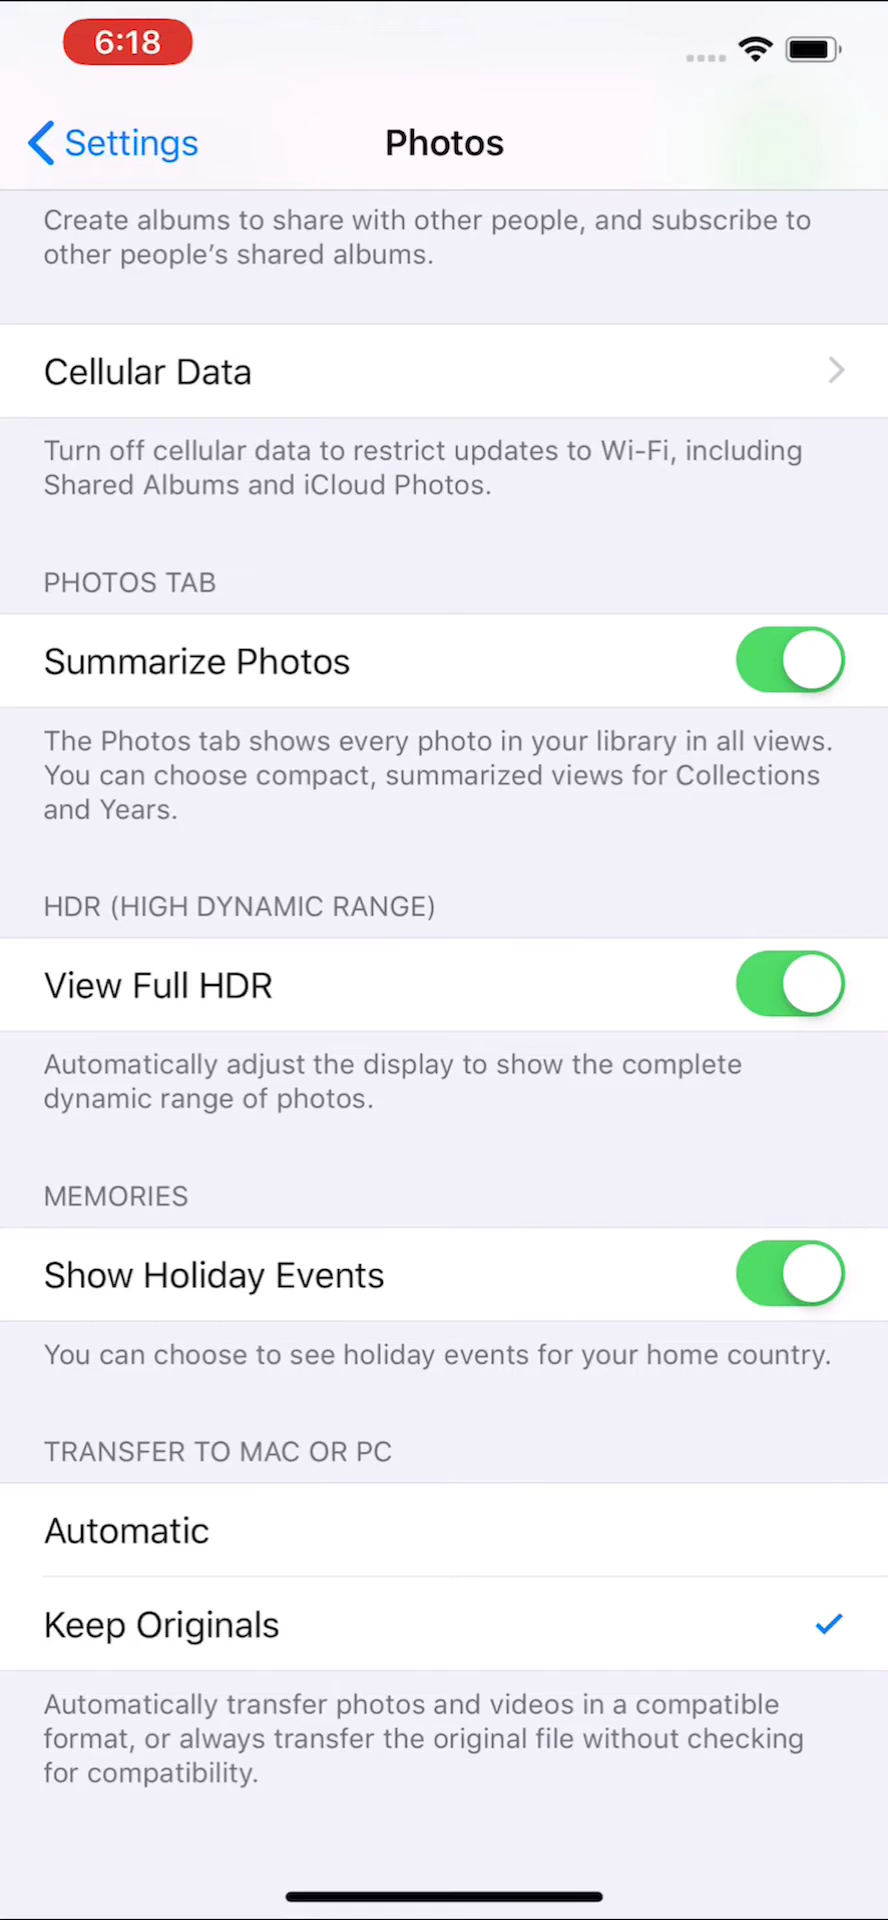 6:18
Settings
Photos
Create albums to share with other people, and subscribe to
other people’s shared albums.
Cellular Data
Turn off cellular data to restrict updates to Wi-Fi, including
Shared Albums and iCloud Photos.
PHOTOS TAB
Summarize Photos
The Photos tab shows every photo in your library in all views.
You can choose compact, summarized views for Collections
and Years.
HDR (HIGH DYNAMIC RANGE)
View Full HDR
Automatically adjust the display to show the complete
dynamic range of photos.
MEMORIES
Show Holiday Events
You can choose to see holiday events for your home country.
TRANSFER TO MAC OR PC
Automatic
Keep Originals
Automatically transfer photos and videos in a compatible
format, or always transfer the original file without checking
for compatibility.